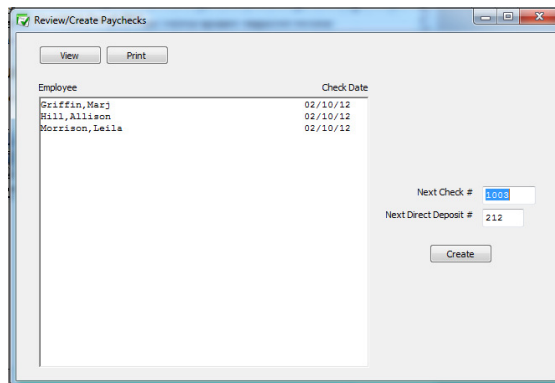 Review/Create Paychecks
View Print
Employee Check Date
Griffin,Marj 02/10/12
Hill,Allison 02/10/12
Morrison,Leila 02/10/12
Next Check # 1003
Next Direct Deposit # 212
Create